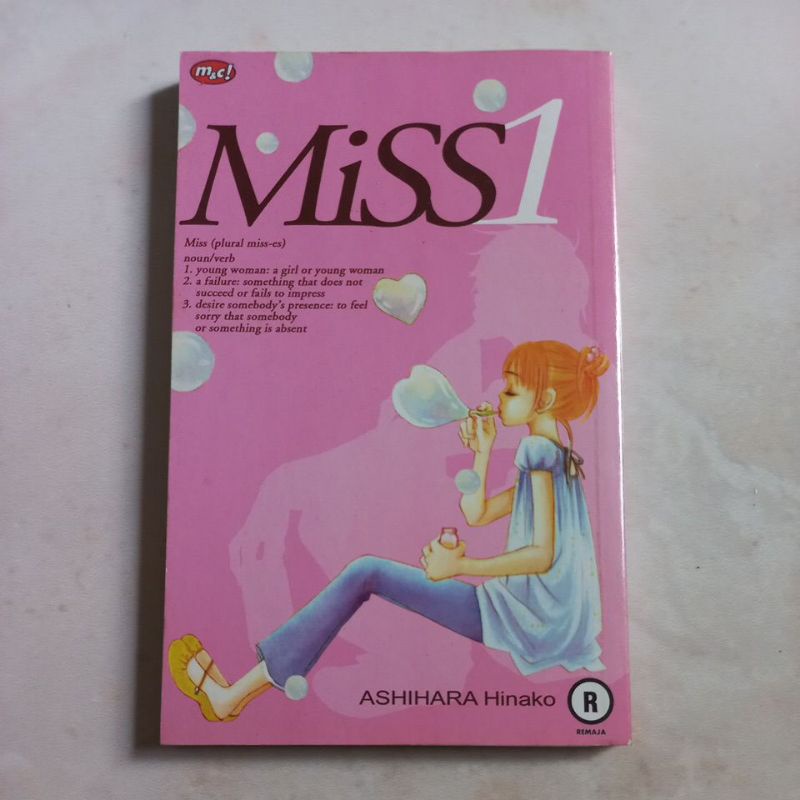 m&c!
MiSS 1
Miss (plural miss-es)
noun/verb
1. young woman: a girl or young woman
2. a failure: something that does not
succeed or fails to impress
3. desire somebody's presence: to feel
sorry that somebody
or something is absent
ASHIHARA Hinako
R
REMAJA